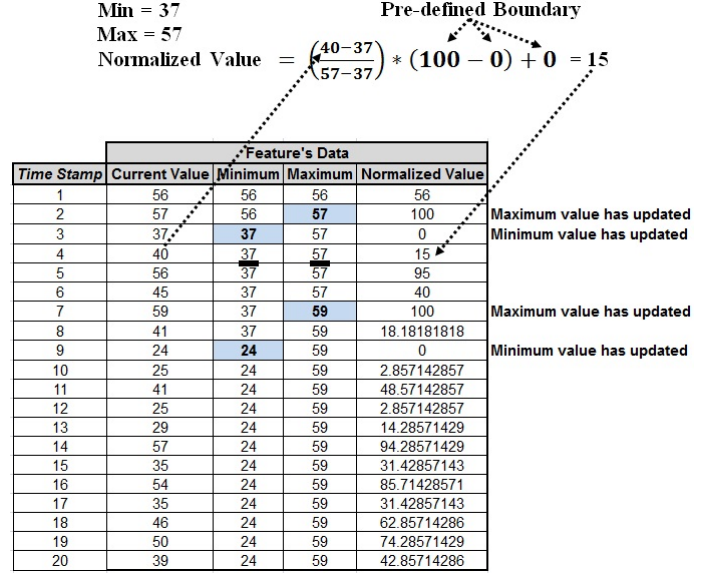 Min = 37 Pre-defined Boundary
Max = 57
Normalized Value = (40−37 / 57−37) * (100 − 0) + 0 = 15
Feature's Data
Time Stamp Current Value Minimum Maximum Normalized Value
1 56 56 56 56
2 57 56 57 100 Maximum value has updated
3 37 37 57 0 Minimum value has updated
4 40 37 57 15
5 56 37 57 95
6 45 37 57 40
7 59 37 59 100 Maximum value has updated
8 41 37 59 18.18181818
9 24 24 59 0 Minimum value has updated
10 25 24 59 2.857142857
11 41 24 59 48.57142857
12 25 24 59 2.857142857
13 29 24 59 14.28571429
14 57 24 59 94.28571429
15 35 24 59 31.42857143
16 54 24 59 85.71428571
17 35 24 59 31.42857143
18 46 24 59 62.85714286
19 50 24 59 74.28571429
20 39 24 59 42.85714286